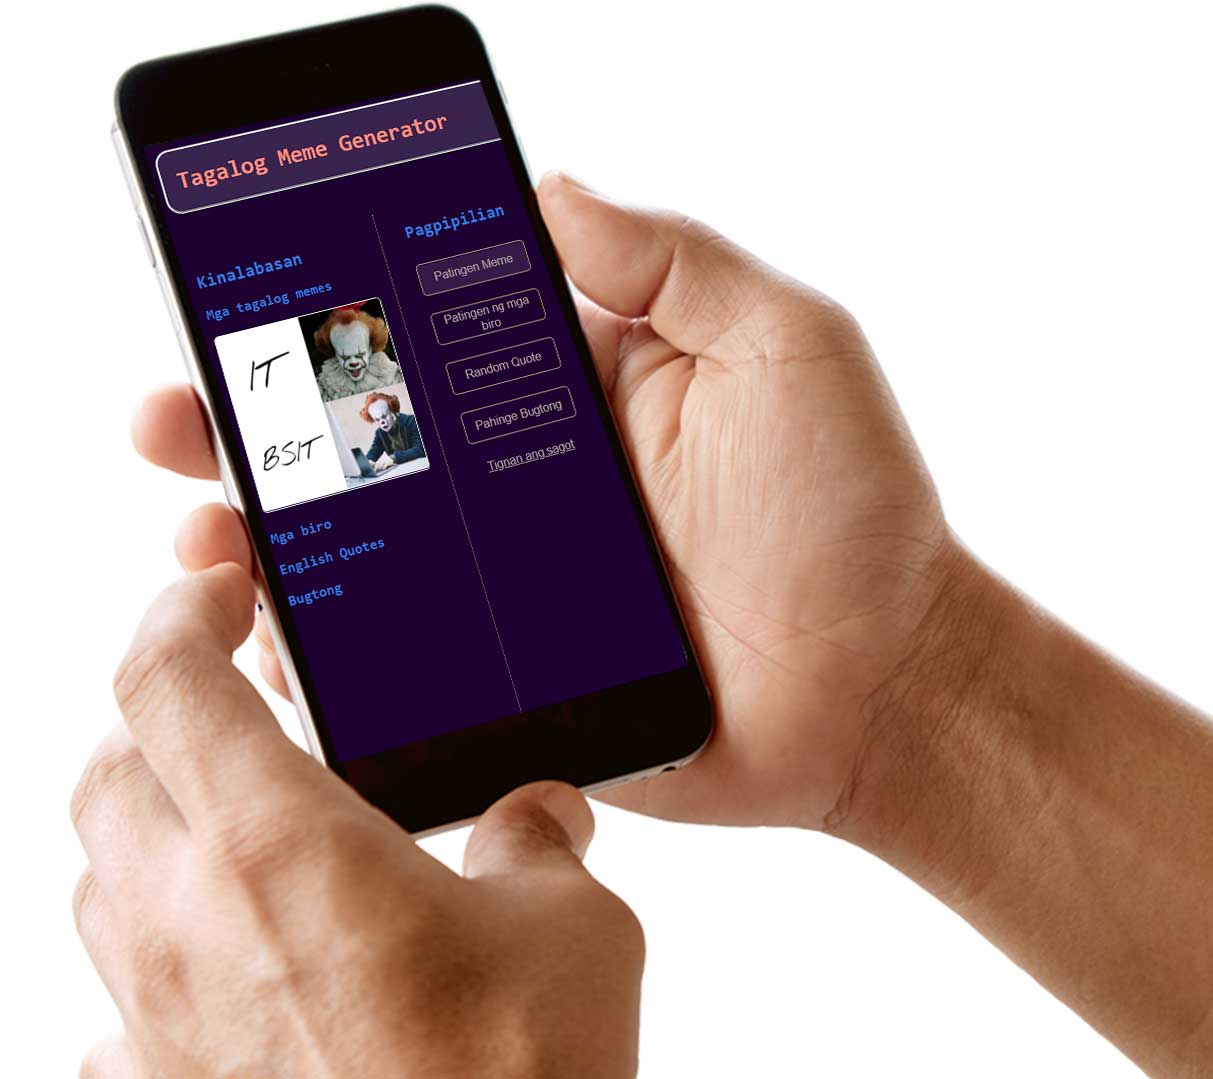 Tagalog Meme Generator
Kinalabasan
Mga tagalog memes
IT
BSIT
Mga biro
English Quotes
Bugtong
Pagpipilian
Patingen Meme
Patingen ng mga
biro
Random Quote
Pahinge Bugtong
Tignan ang sagot